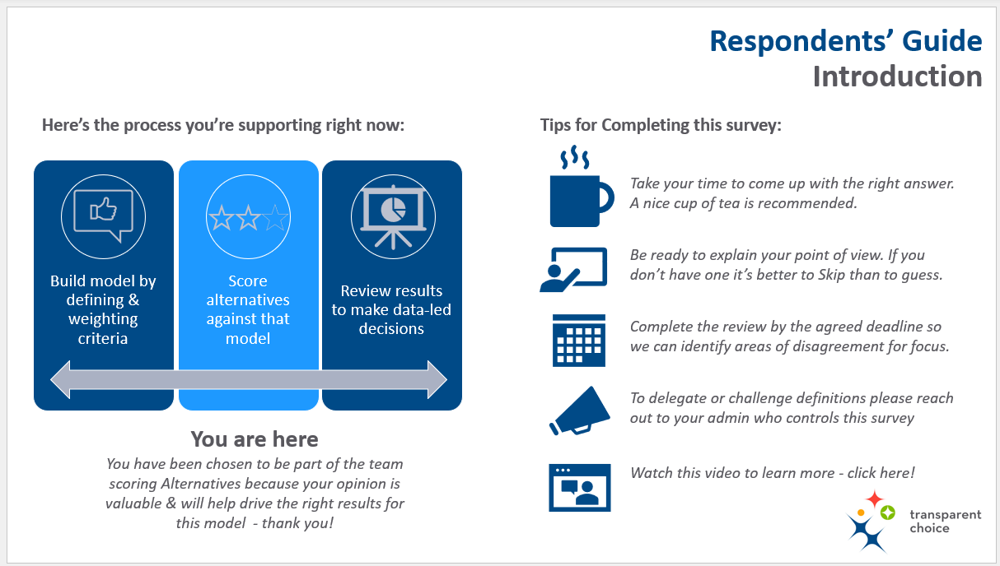 Respondents’ Guide
Introduction
Here’s the process you’re supporting right now:
Build model by
defining &
weighting
criteria
Score
alternatives
against that
model
Review results
to make data-led
decisions
You are here
You have been chosen to be part of the team
scoring Alternatives because your opinion is
valuable & will help drive the right results for
this model - thank you!
Tips for Completing this survey:
Take your time to come up with the right answer.
A nice cup of tea is recommended.
Be ready to explain your point of view. If you
don’t have one it’s better to Skip than to guess.
Complete the review by the agreed deadline so
we can identify areas of disagreement for focus.
To delegate or challenge definitions please reach
out to your admin who controls this survey
Watch this video to learn more - click here!
transparent
choice